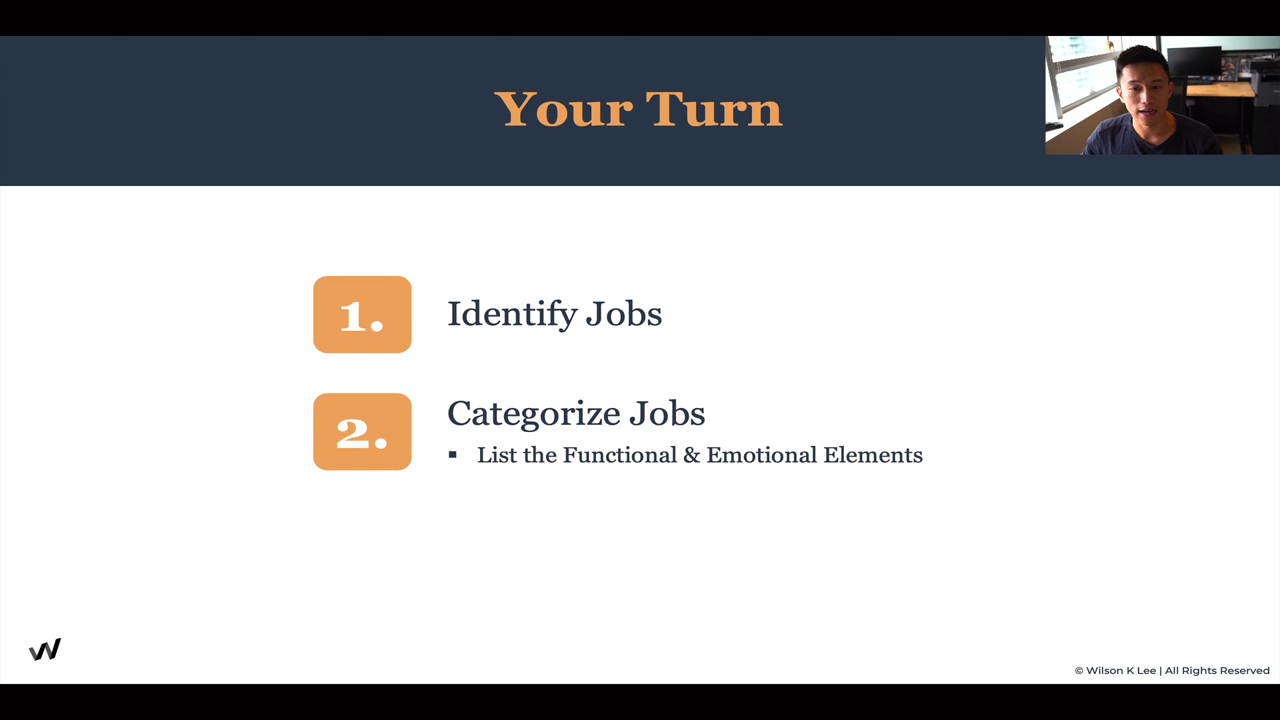 Your Turn
1.
Identify Jobs
2.
Categorize Jobs
▪ List the Functional & Emotional Elements
W
© Wilson K Lee | All Rights Reserved